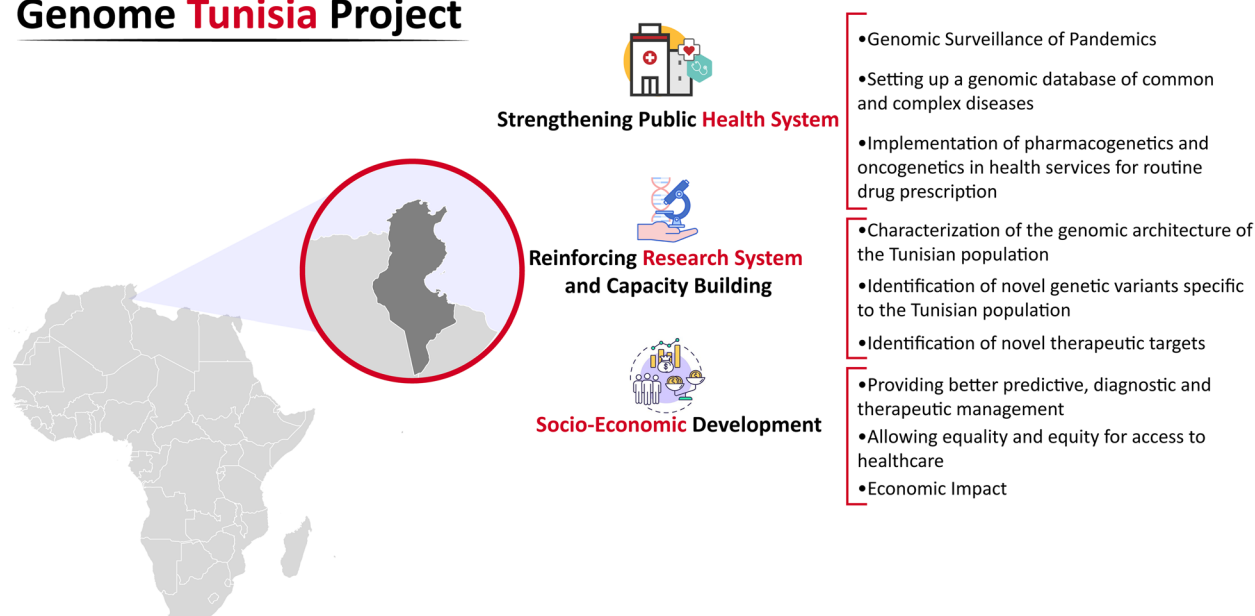 Genome Tunisia Project
Strengthening Public Health System
•Genomic Surveillance of Pandemics
•Setting up a genomic database of common
and complex diseases
•Implementation of pharmacogenetics and
oncogenetics in health services for routine
drug prescription
Reinforcing Research System
and Capacity Building
•Characterization of the genomic architecture of
the Tunisian population
•Identification of novel genetic variants specific
to the Tunisian population
•Identification of novel therapeutic targets
Socio-Economic Development
•Providing better predictive, diagnostic and
therapeutic management
•Allowing equality and equity for access to
healthcare
•Economic Impact